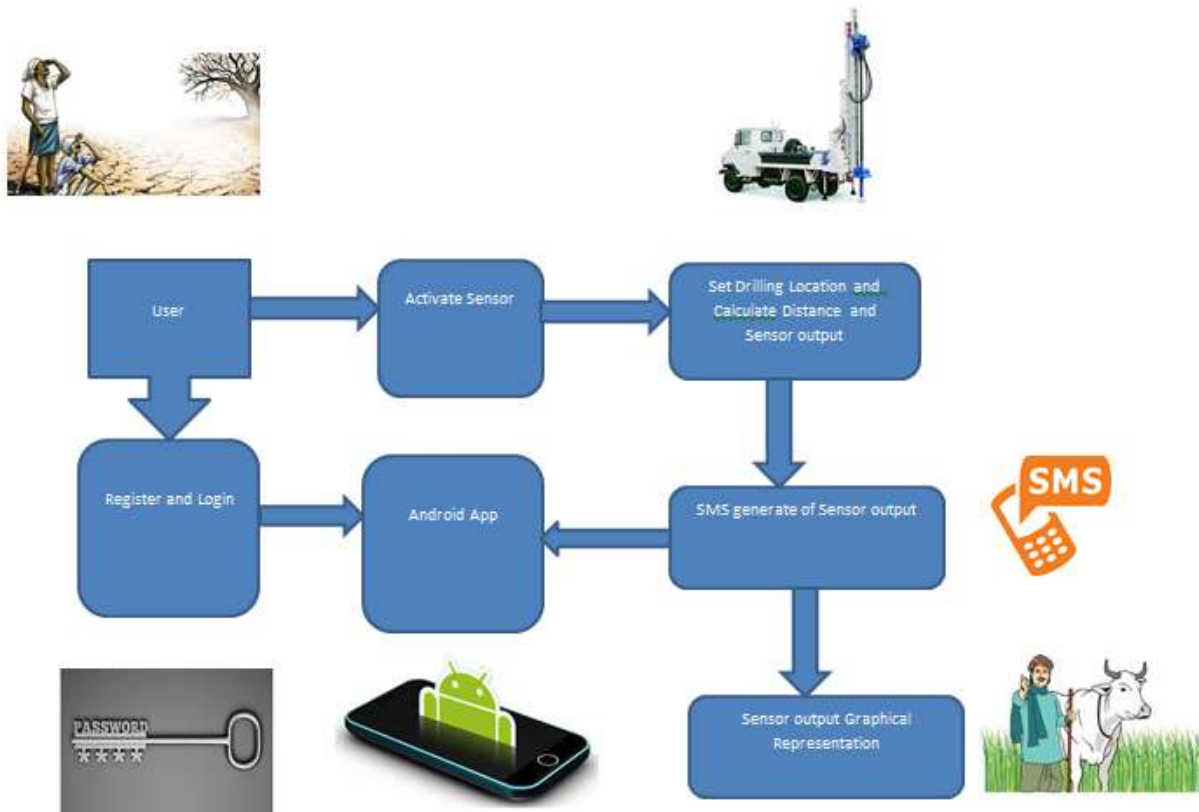 User
Activate Sensor
Set Drilling Location and
Calculate Distance and
Sensor output
Register and Login
Android App
SMS generate of Sensor output
SMS
PASSWORD
****
Sensor output Graphical
Representation